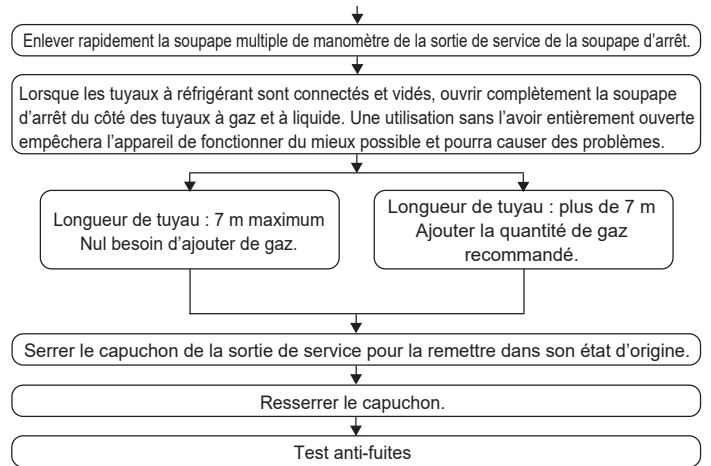 Enlever rapidement la soupape multiple de manomètre de la sortie de service de la soupape d’arrêt.
Lorsque les tuyaux à réfrigérant sont connectés et vidés, ouvrir complètement la soupape
d’arrêt du côté des tuyaux à gaz et à liquide. Une utilisation sans l’avoir entièrement ouverte
empêchera l’appareil de fonctionner du mieux possible et pourra causer des problèmes.
Longueur de tuyau : 7 m maximum
Nul besoin d’ajouter de gaz.
Longueur de tuyau : plus de 7 m
Ajouter la quantité de gaz
recommandé.
Serrer le capuchon de la sortie de service pour la remettre dans son état d’origine.
Resserrer le capuchon.
Test anti-fuites